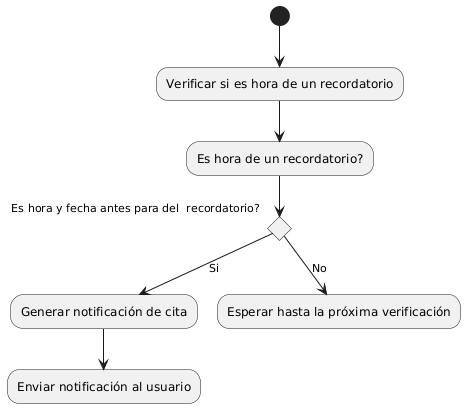 Verificar si es hora de un recordatorio
Es hora de un recordatorio?
Es hora y fecha antes para del  recordatorio?
Si
No
Generar notificación de cita
Esperar hasta la próxima verificación
Enviar notificación al usuario